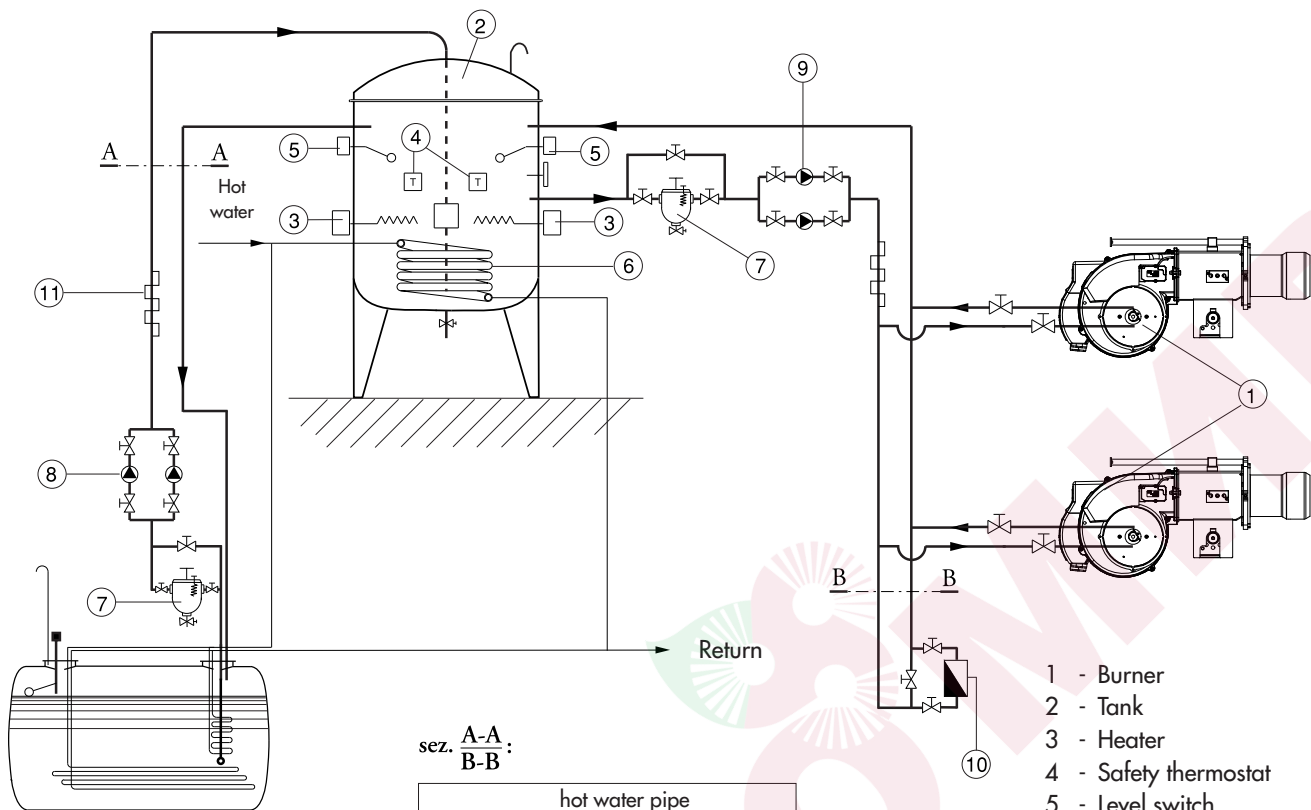 2
9
4
5
5
A
A
Hot
water
3
3
7
6
11
1
8
7
B
B
Return
10
T
T
sez. A-A
B-B :
hot water pipe
1 - Burner
2 - Tank
3 - Heater
4 - Safety thermostat
5 - Level switch